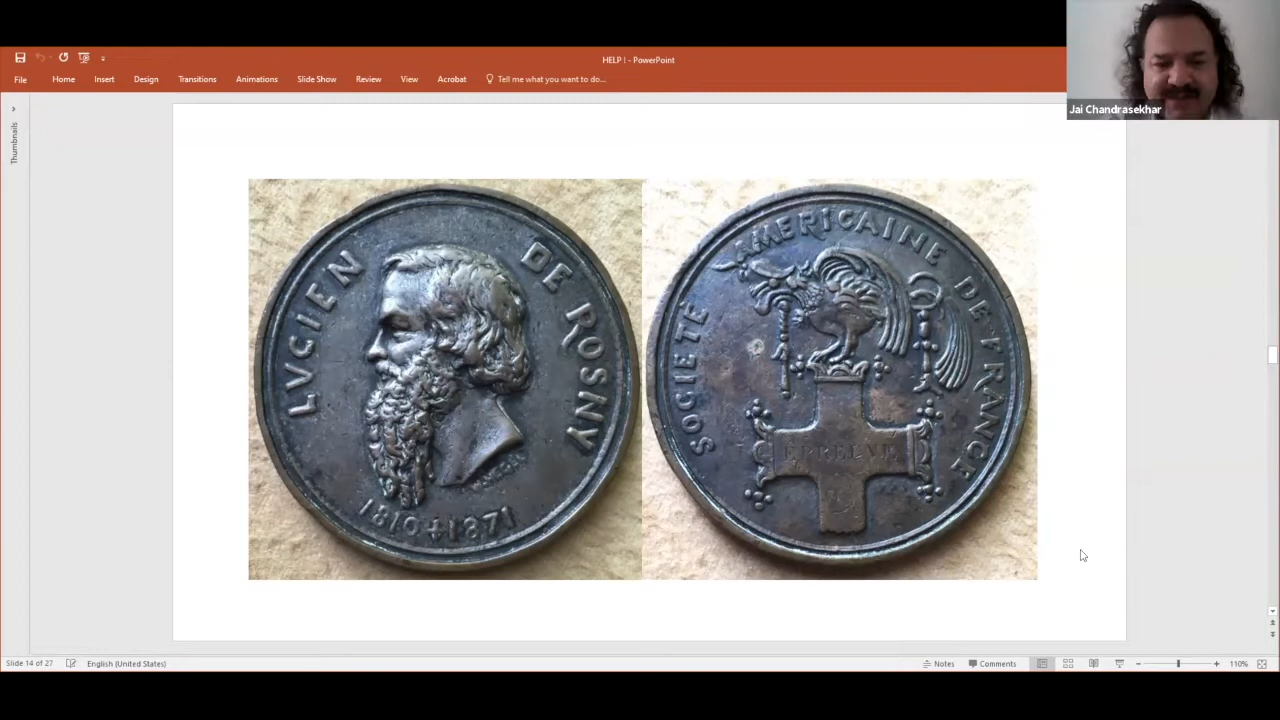 HELP ! - PowerPoint
File Home Insert Design Transitions Animations Slide Show Review View Acrobat Tell me what you want to do...
Jai Chandrasekhar
Thumbnails
LVCIEN DE ROSNY
1810+1871
SOCIETÉ AMERICAINE DE FRANCE
EPREUVE
Slide 14 of 27 English (United States) Notes Comments 110%